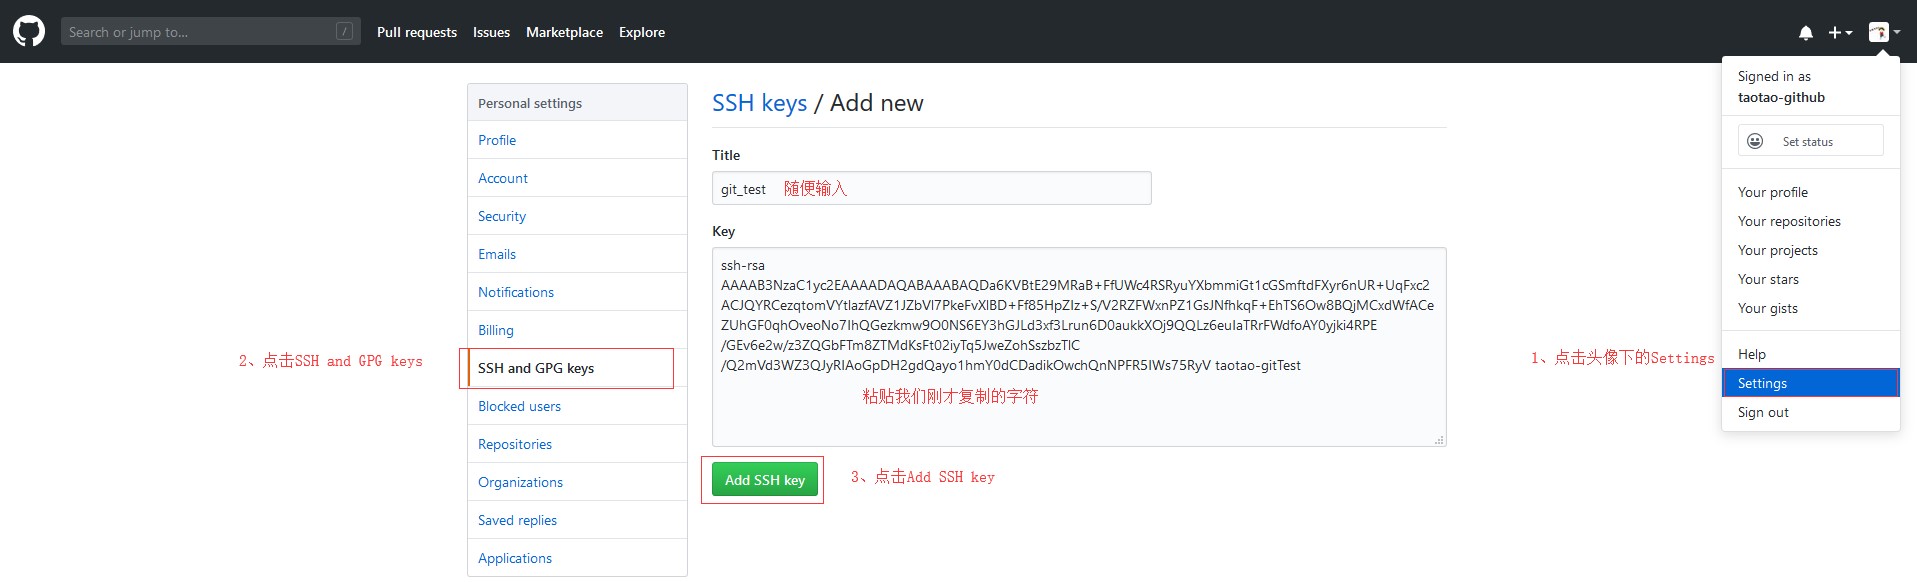 Search or jump to...
/
Pull requests Issues Marketplace Explore
Signed in as
taotao-github
Set status
Your profile
Your repositories
Your projects
Your stars
Your gists
Help
Settings
Sign out
1、点击头像下的Settings
Personal settings
Profile
Account
Security
Emails
Notifications
Billing
SSH and GPG keys
Blocked users
Repositories
Organizations
Saved replies
Applications
2、点击SSH and GPG keys
SSH keys / Add new
Title
git_test 随便输入
Key
ssh-rsa
AAAAB3NzaC1yc2EAAAADAQABAAABAQDa6KVBtE29MRaB+FfUWc4RSRyuYXbmmiGt1cGSmftdFXyr6nUR+UqFxc2
ACJQYRCezqtomVYtlazfAVZ1JZbVl7PkeFvXlBD+Ff85HpZIz+S/V2RZFWxnPZ1GsJNfhkqF+EhTS6Ow8BQjMCxdWfACe
ZUhGF0qhOveoNo7IhQGezkmw9O0NS6EY3hGJLd3xf3Lrun6D0aukkXOj9QQLz6euIaTRrFWdfoAY0yjki4RPE
/GEv6e2w/z3ZQGbFTm8ZTMdKsFt02iyTq5JweZohSszbzTlC
/Q2mVd3WZ3QJyRIAoGpDH2gdQayo1hmY0dCDadikOwchQnNPFR5IWs75RyV taotao-gitTest
粘贴我们刚才复制的字符
Add SSH key
3、点击Add SSH key